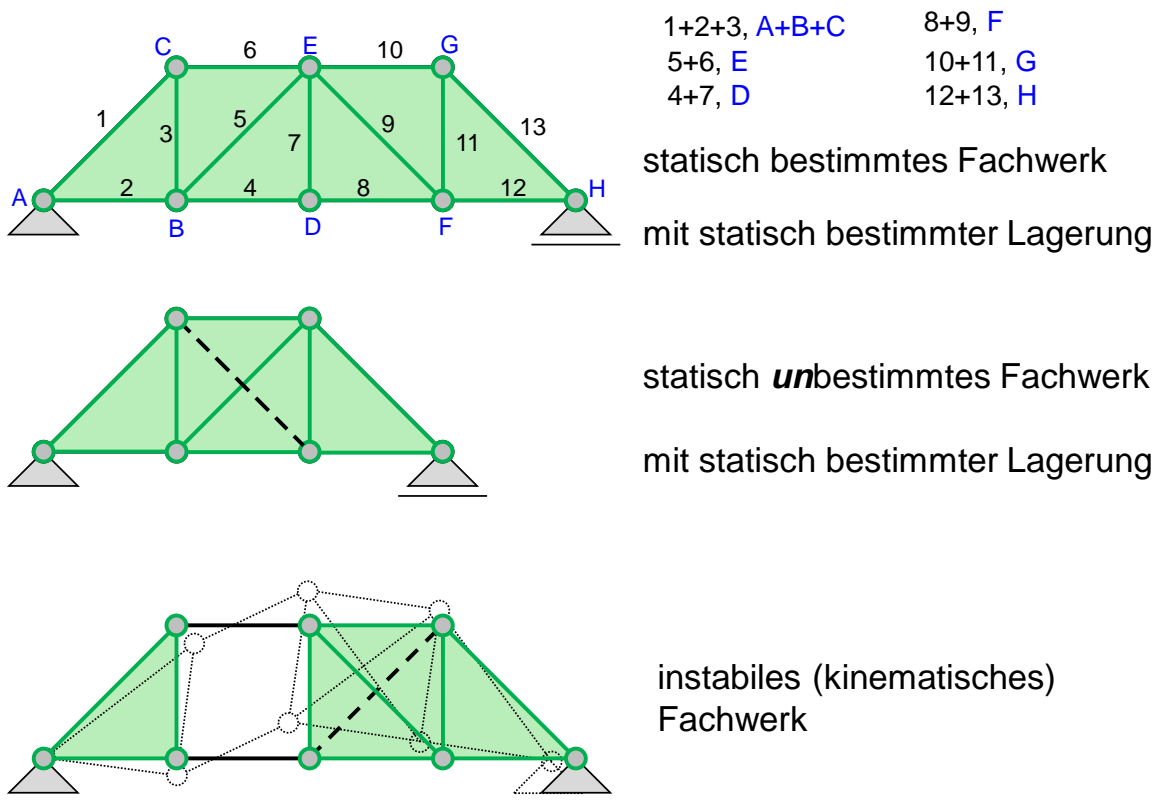 1+2+3, A+B+C
5+6, E
4+7, D
8+9, F
10+11, G
12+13, H
C 6 E 10 G
1 3 5 7 9 11 13
A 2 4 8 12 H
B D F
statisch bestimmtes Fachwerk
mit statisch bestimmter Lagerung
statisch unbestimmtes Fachwerk
mit statisch bestimmter Lagerung
instabiles (kinematisches)
Fachwerk